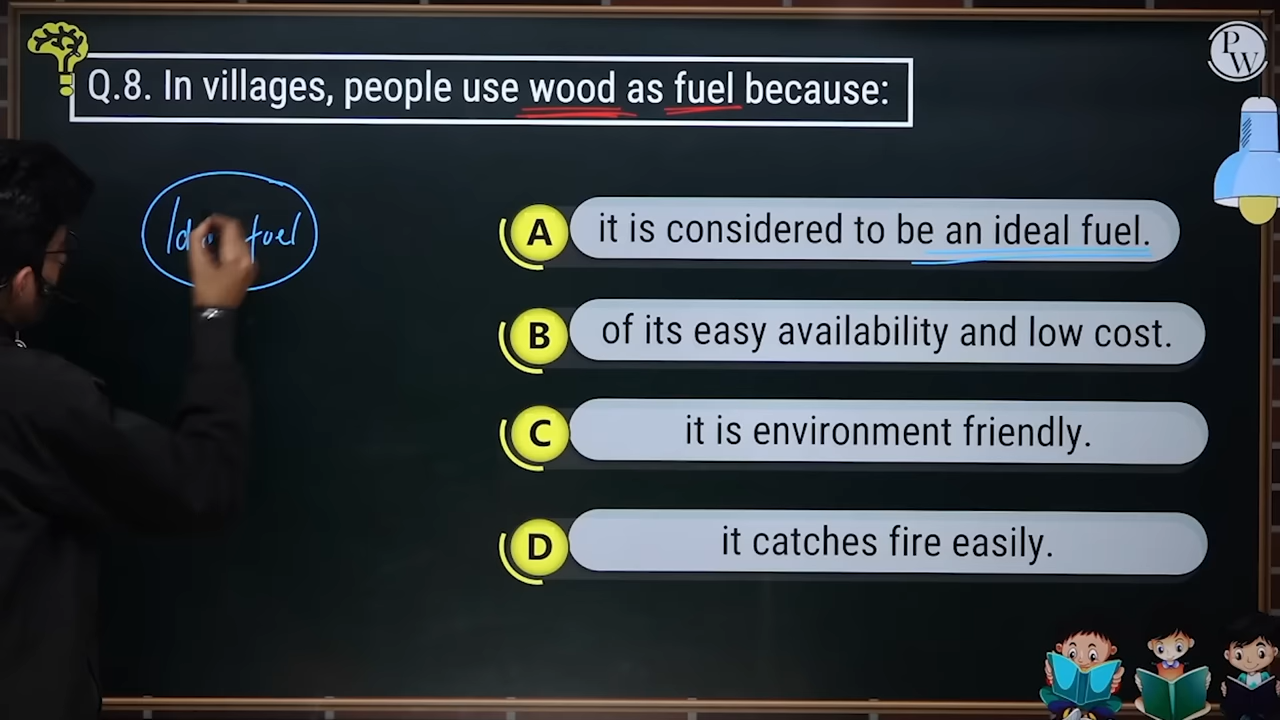 PW
Q.8. In villages, people use wood as fuel because:
fuel
A it is considered to be an ideal fuel.
B of its easy availability and low cost.
C it is environment friendly.
D it catches fire easily.